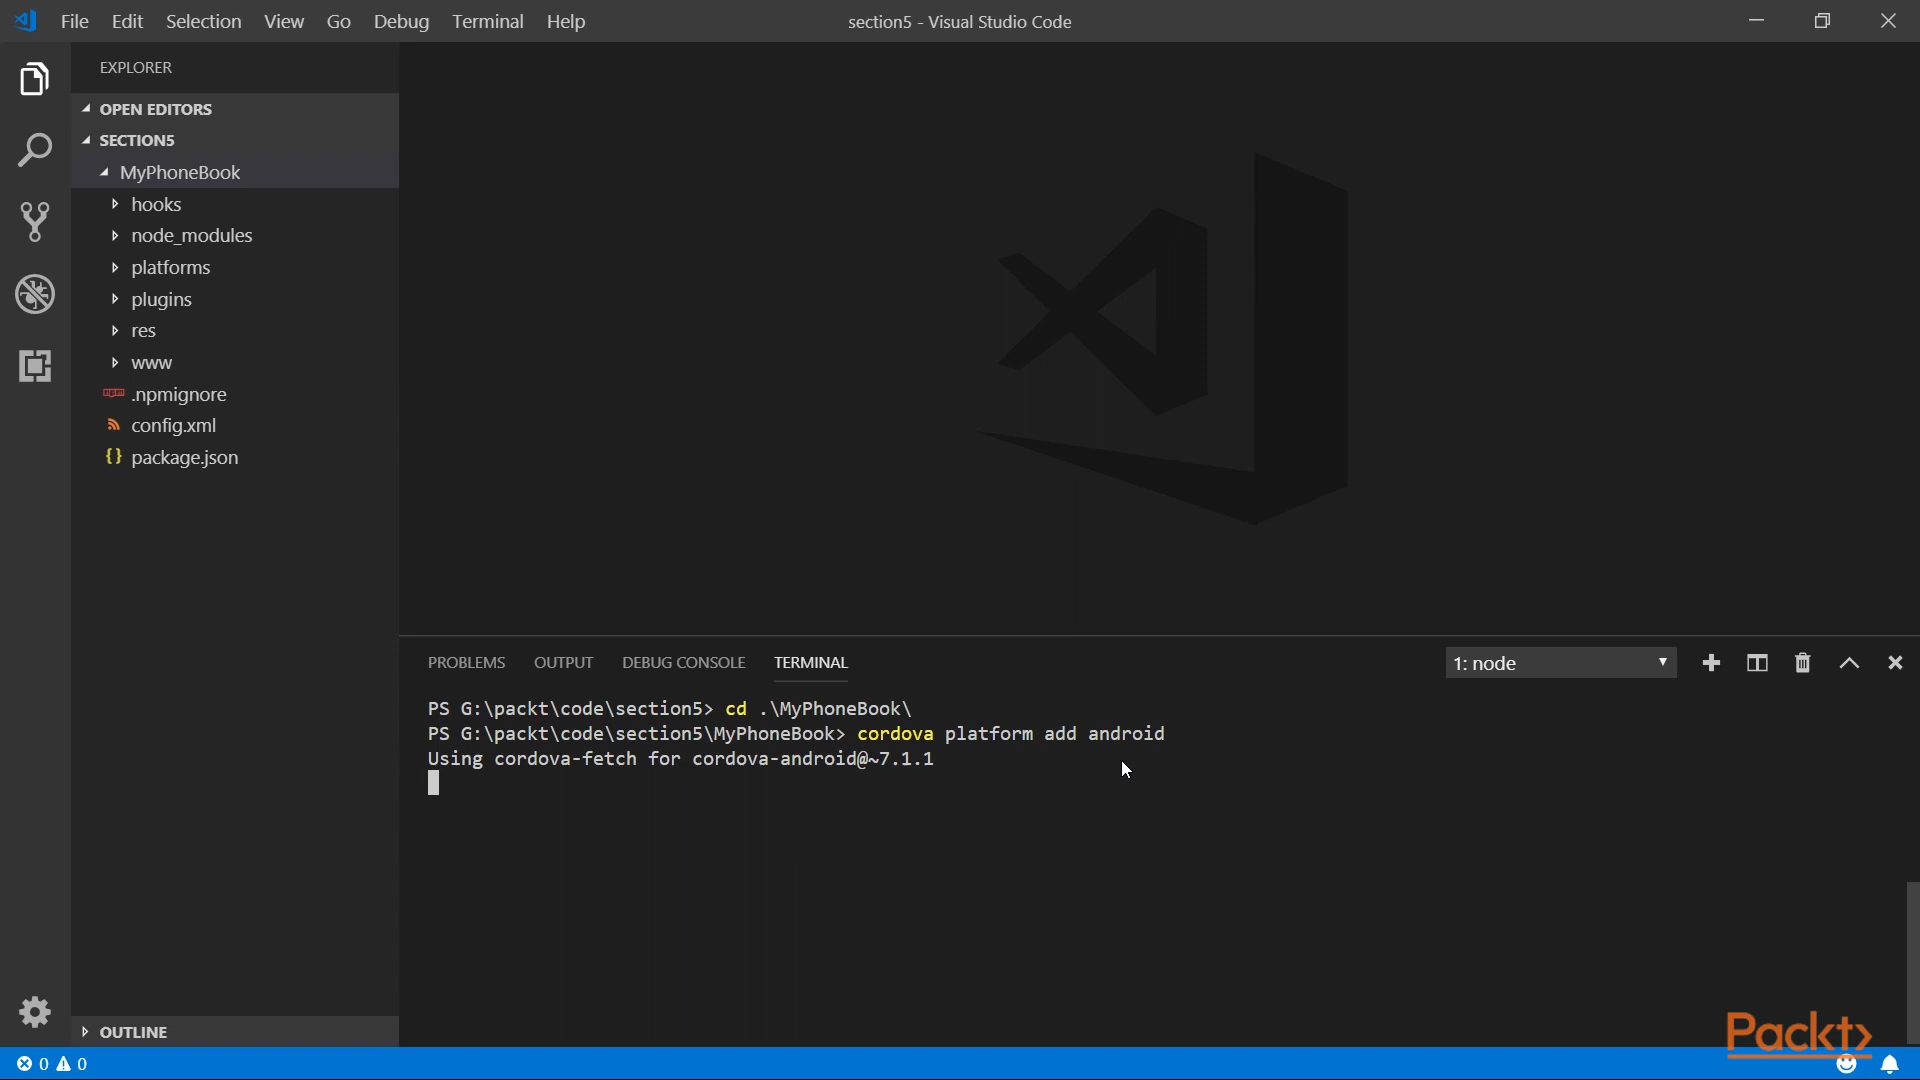 File Edit Selection View Go Debug Terminal Help
section5 - Visual Studio Code
EXPLORER
OPEN EDITORS
SECTION5
MyPhoneBook
hooks
node_modules
platforms
plugins
res
www
.npmignore
config.xml
{} package.json
OUTLINE
PROBLEMS OUTPUT DEBUG CONSOLE TERMINAL
1: node
PS G:\packt\code\section5> cd .\MyPhoneBook\
PS G:\packt\code\section5\MyPhoneBook> cordova platform add android
Using cordova-fetch for cordova-android@~7.1.1
Packt>
0 0